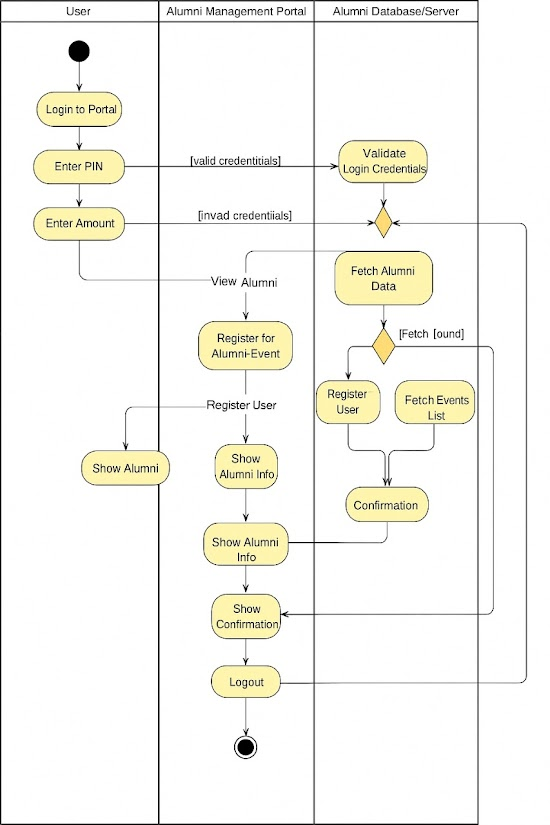 User
Alumni Management Portal
Alumni Database/Server
Login to Portal
Enter PIN
[valid credentitials]
Validate
Login Credentials
Enter Amount
[invad credentiials]
View Alumni
Fetch Alumni
Data
Register for
Alumni-Event
[Fetch [ound]
Register
User
Fetch Events
List
Register User
Show Alumni
Show
Alumni Info
Confirmation
Show Alumni
Info
Show
Confirmation
Logout